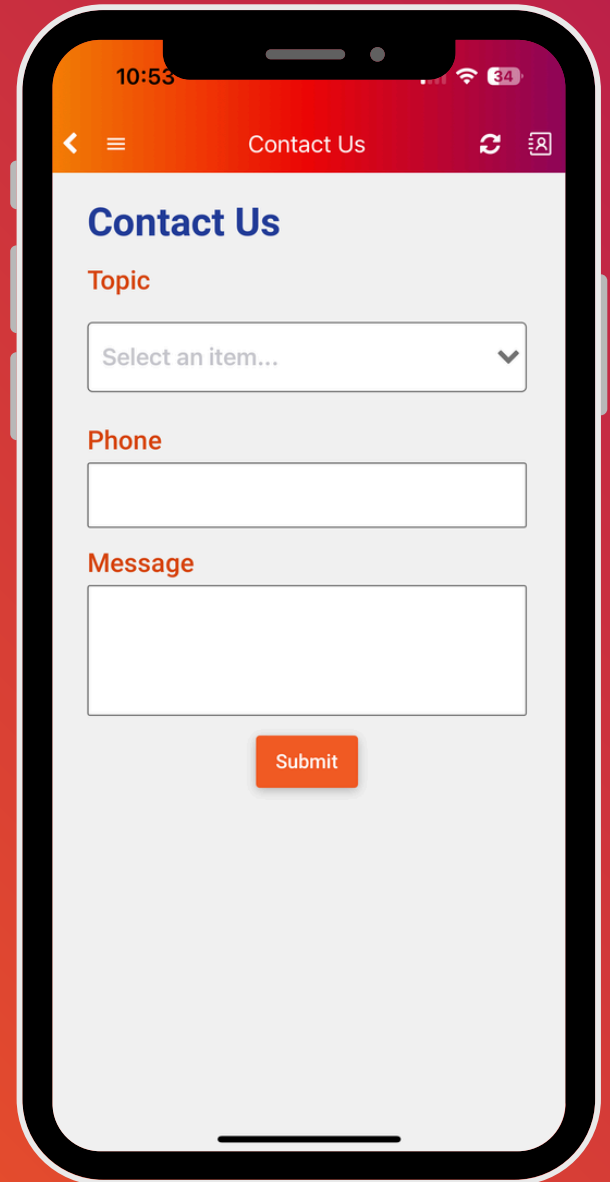 10:53
34
Contact Us
Contact Us
Topic
Select an item...
Phone
Message
Submit